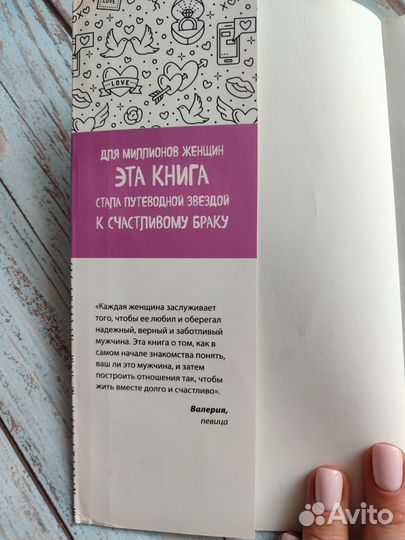 LOVE
LOVE
ДЛЯ МИЛЛИОНОВ ЖЕНЩИН
ЭТА КНИГА
СТАЛА ПУТЕВОДНОЙ ЗВЕЗДОЙ
К СЧАСТЛИВОМУ БРАКУ
«Каждая женщина заслуживает
того, чтобы ее любил и оберегал
надежный, верный и заботливый
мужчина. Эта книга о том, как в
самом начале знакомства понять,
ваш ли это мужчина, и затем
построить отношения так, чтобы
жить вместе долго и счастливо».
Валерия,
певица
Avito